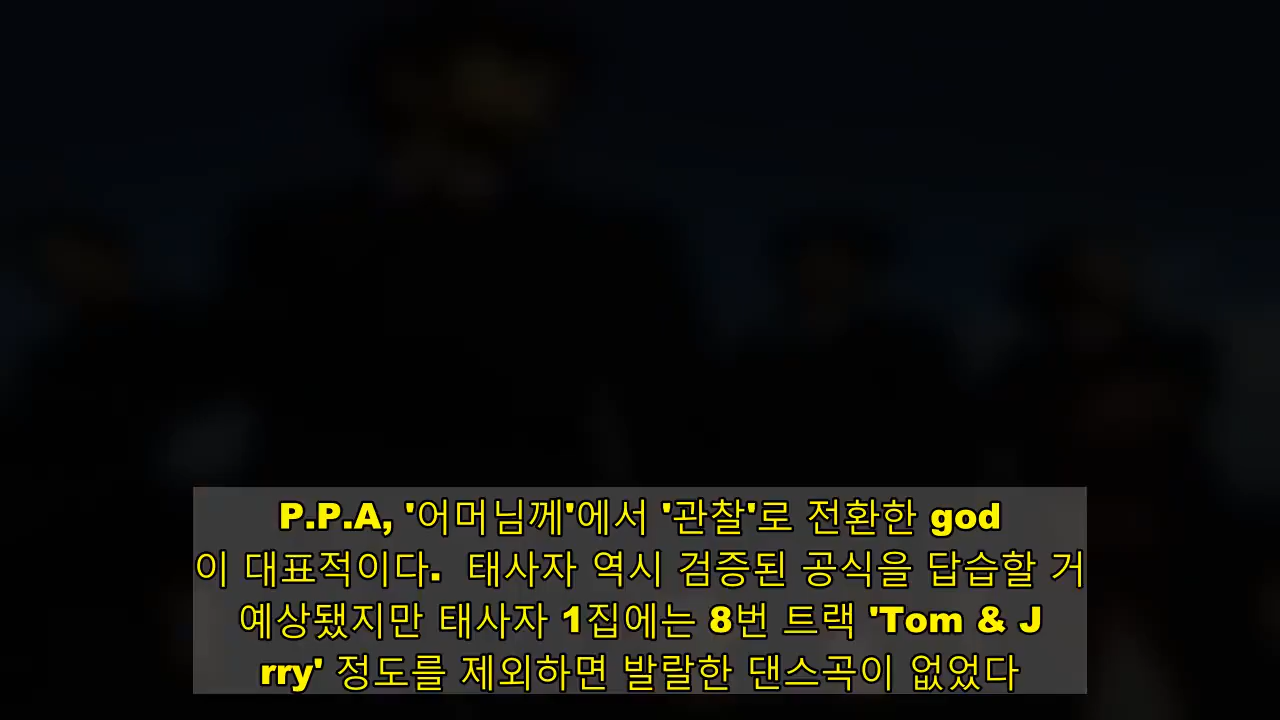 P.P.A, '어머님께'에서 '관찰'로 전환한 god
이 대표적이다.  태사자 역시 검증된 공식을 답습할 거
예상됐지만 태사자 1집에는 8번 트랙 'Tom & J
rry' 정도를 제외하면 발랄한 댄스곡이 없었다